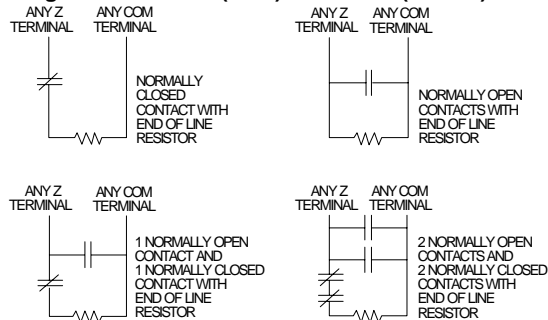 ANY Z ANY COM
TERMINAL TERMINAL
NORMALLY
CLOSED
CONTACT WITH
END OF LINE
RESISTOR
ANY Z ANY COM
TERMINAL TERMINAL
NORMALLY OPEN
CONTACTS WITH
END OF LINE
RESISTOR
ANY Z ANY COM
TERMINAL TERMINAL
1 NORMALLY OPEN
CONTACT AND
1 NORMALLY CLOSED
CONTACT WITH
END OF LINE
RESISTOR
ANY Z ANY COM
TERMINAL TERMINAL
2 NORMALLY OPEN
CONTACTS AND
2 NORMALLY CLOSED
CONTACTS WITH
END OF LINE
RESISTOR